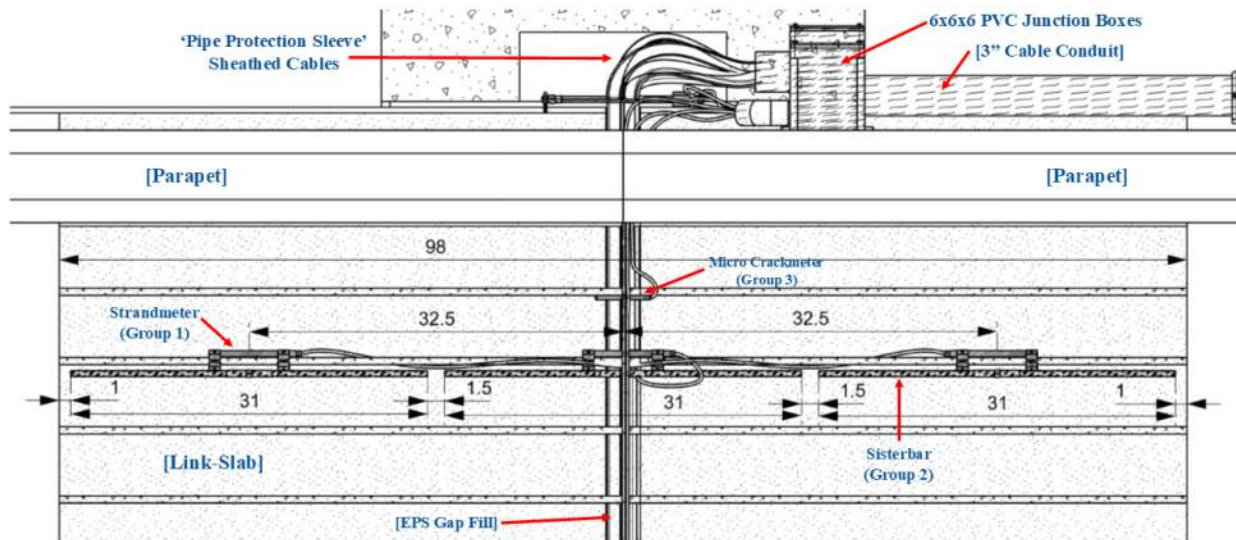 6x6x6 PVC Junction Boxes
‘Pipe Protection Sleeve’
Sheathed Cables
[3” Cable Conduit]
[Parapet]
[Parapet]
98
Micro Crackmeter
(Group 3)
Strandmeter
(Group 1)
32.5
32.5
1
31
1.5
31
1.5
31
1
[Link-Slab]
Sisterbar
(Group 2)
[EPS Gap Fill]